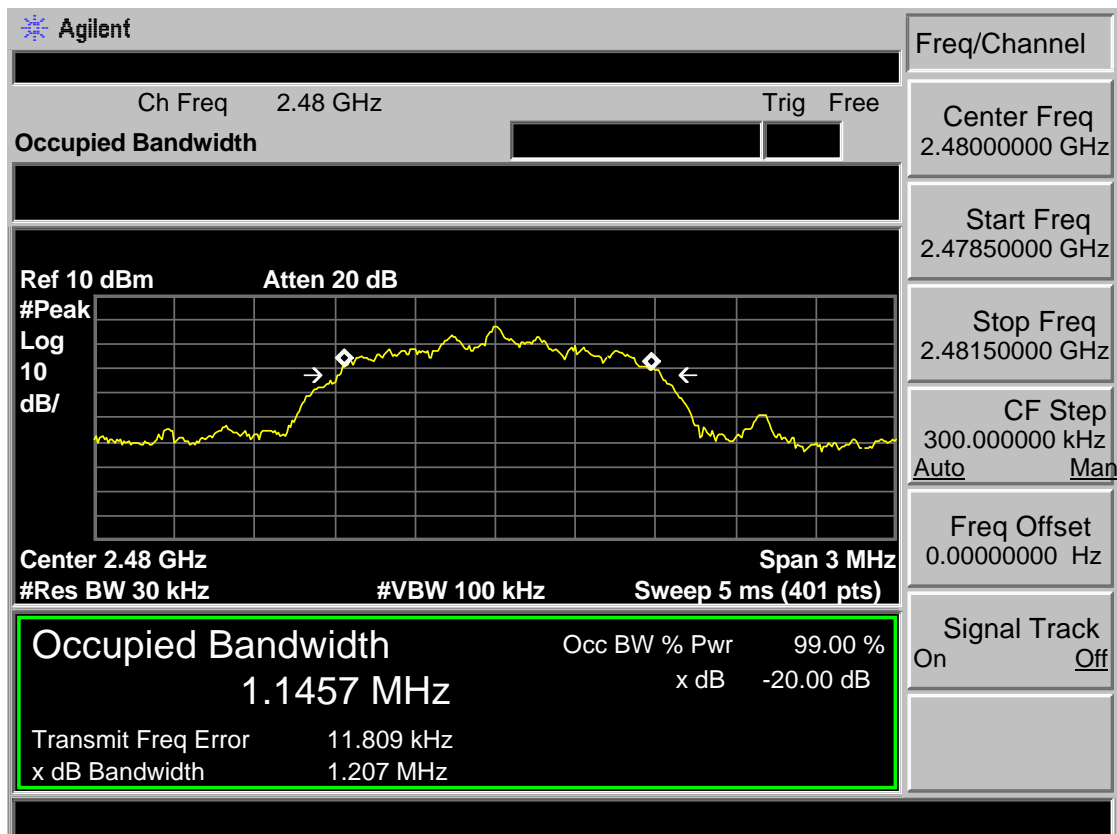 Agilent
Freq/Channel
Ch Freq 2.48 GHz Trig Free
Occupied Bandwidth
Center Freq
2.48000000 GHz
Start Freq
2.47850000 GHz
Stop Freq
2.48150000 GHz
CF Step
300.000000 kHz
Auto Man
Freq Offset
0.00000000 Hz
Signal Track
On Off
Ref 10 dBm Atten 20 dB
#Peak
Log
10
dB/
Center 2.48 GHz Span 3 MHz
#Res BW 30 kHz #VBW 100 kHz Sweep 5 ms (401 pts)
Occupied Bandwidth
1.1457 MHz
Occ BW % Pwr 99.00 %
x dB -20.00 dB
Transmit Freq Error 11.809 kHz
x dB Bandwidth 1.207 MHz